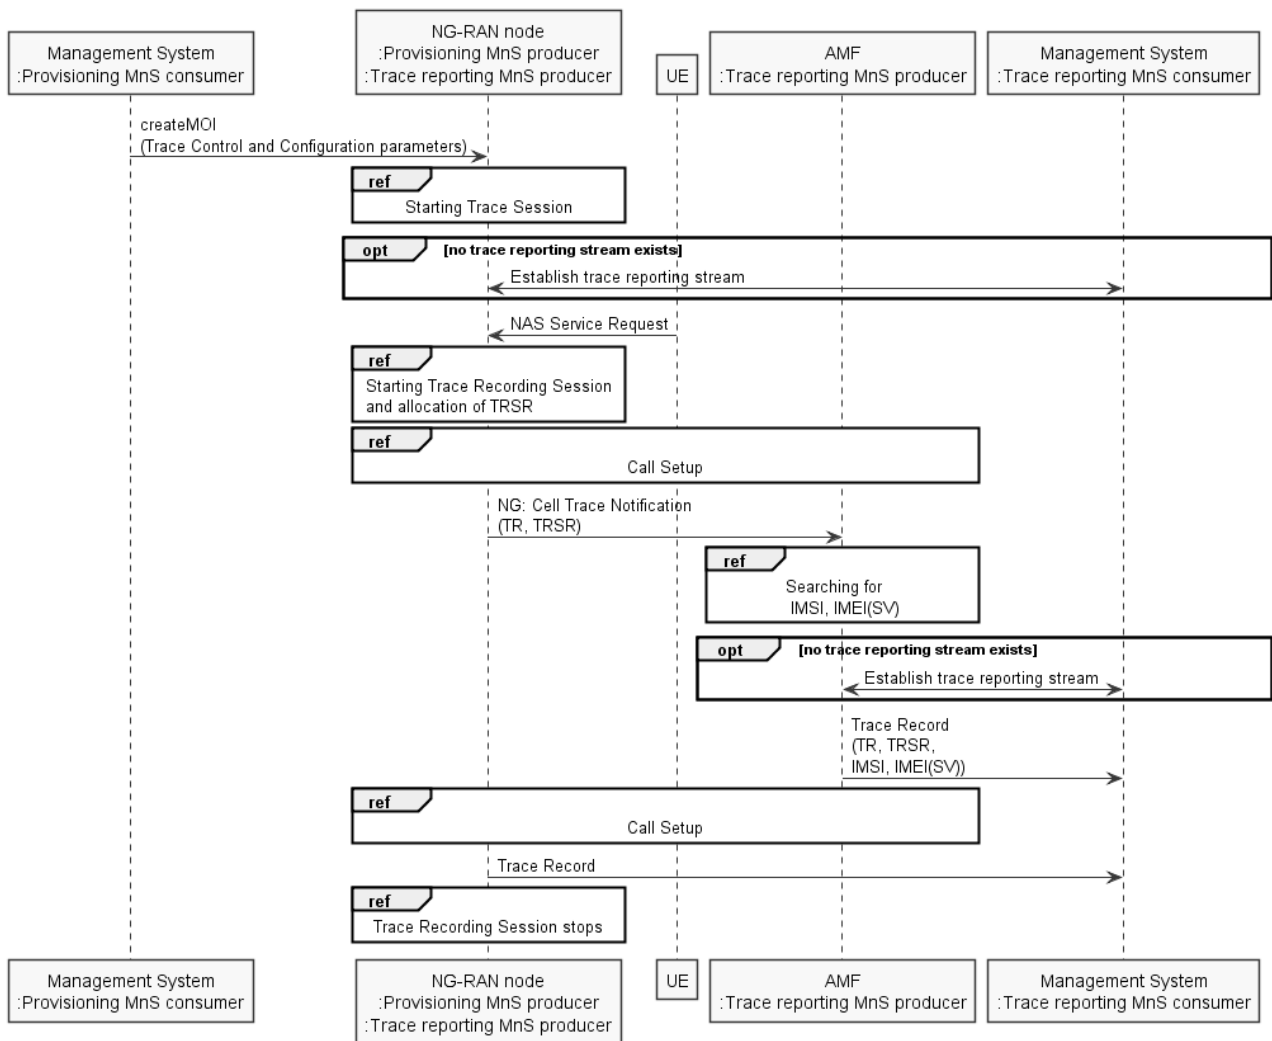 Management System
:Provisioning MnS consumer
NG-RAN node
:Provisioning MnS producer
:Trace reporting MnS producer
UE
AMF
:Trace reporting MnS producer
Management System
:Trace reporting MnS consumer
createMOI
(Trace Control and Configuration parameters)
ref
Starting Trace Session
opt
[no trace reporting stream exists]
Establish trace reporting stream
NAS Service Request
ref
Starting Trace Recording Session
and allocation of TRSR
ref
Call Setup
NG: Cell Trace Notification
(TR, TRSR)
ref
Searching for
IMSI, IMEI(SV)
opt
[no trace reporting stream exists]
Establish trace reporting stream
Trace Record
(TR, TRSR,
IMSI, IMEI(SV))
ref
Call Setup
Trace Record
ref
Trace Recording Session stops
Management System
:Provisioning MnS consumer
NG-RAN node
:Provisioning MnS producer
:Trace reporting MnS producer
UE
AMF
:Trace reporting MnS producer
Management System
:Trace reporting MnS consumer